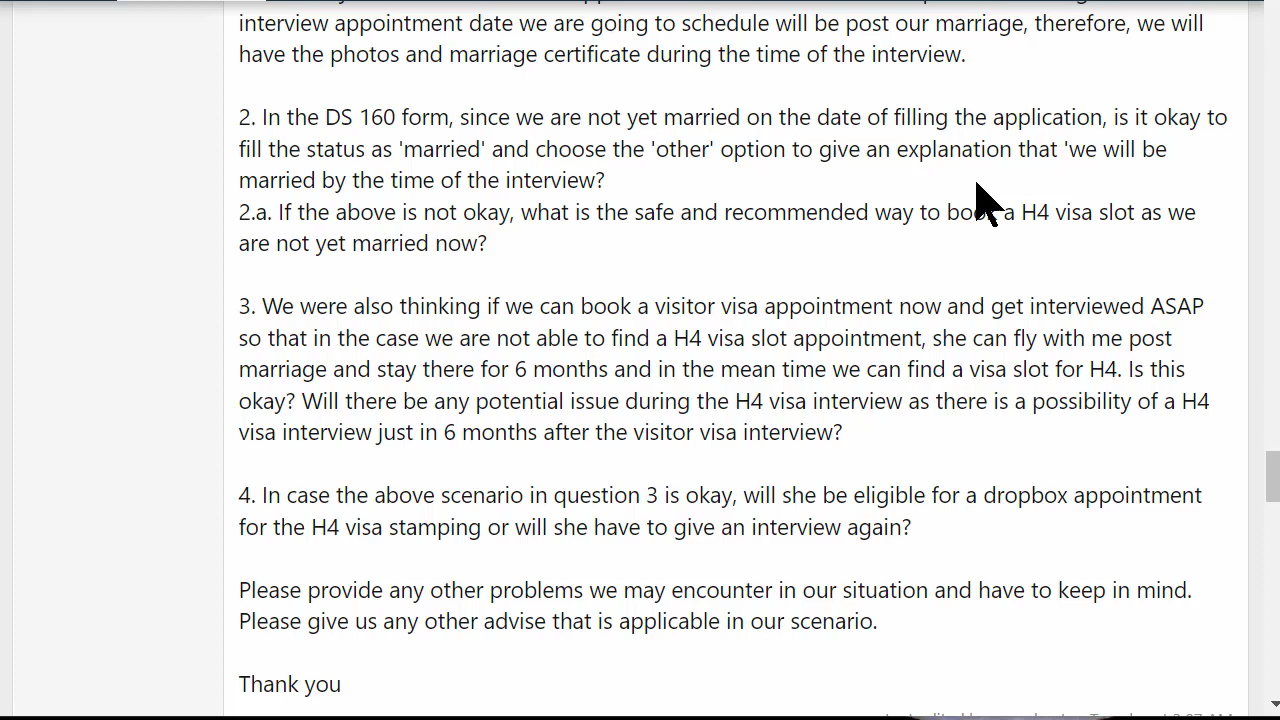 interview appointment date we are going to schedule will be post our marriage, therefore, we will
have the photos and marriage certificate during the time of the interview.
2. In the DS 160 form, since we are not yet married on the date of filling the application, is it okay to
fill the status as 'married' and choose the 'other' option to give an explanation that 'we will be
married by the time of the interview?
2.a. If the above is not okay, what is the safe and recommended way to book a H4 visa slot as we
are not yet married now?
3. We were also thinking if we can book a visitor visa appointment now and get interviewed ASAP
so that in the case we are not able to find a H4 visa slot appointment, she can fly with me post
marriage and stay there for 6 months and in the mean time we can find a visa slot for H4. Is this
okay? Will there be any potential issue during the H4 visa interview as there is a possibility of a H4
visa interview just in 6 months after the visitor visa interview?
4. In case the above scenario in question 3 is okay, will she be eligible for a dropbox appointment
for the H4 visa stamping or will she have to give an interview again?
Please provide any other problems we may encounter in our situation and have to keep in mind.
Please give us any other advise that is applicable in our scenario.
Thank you